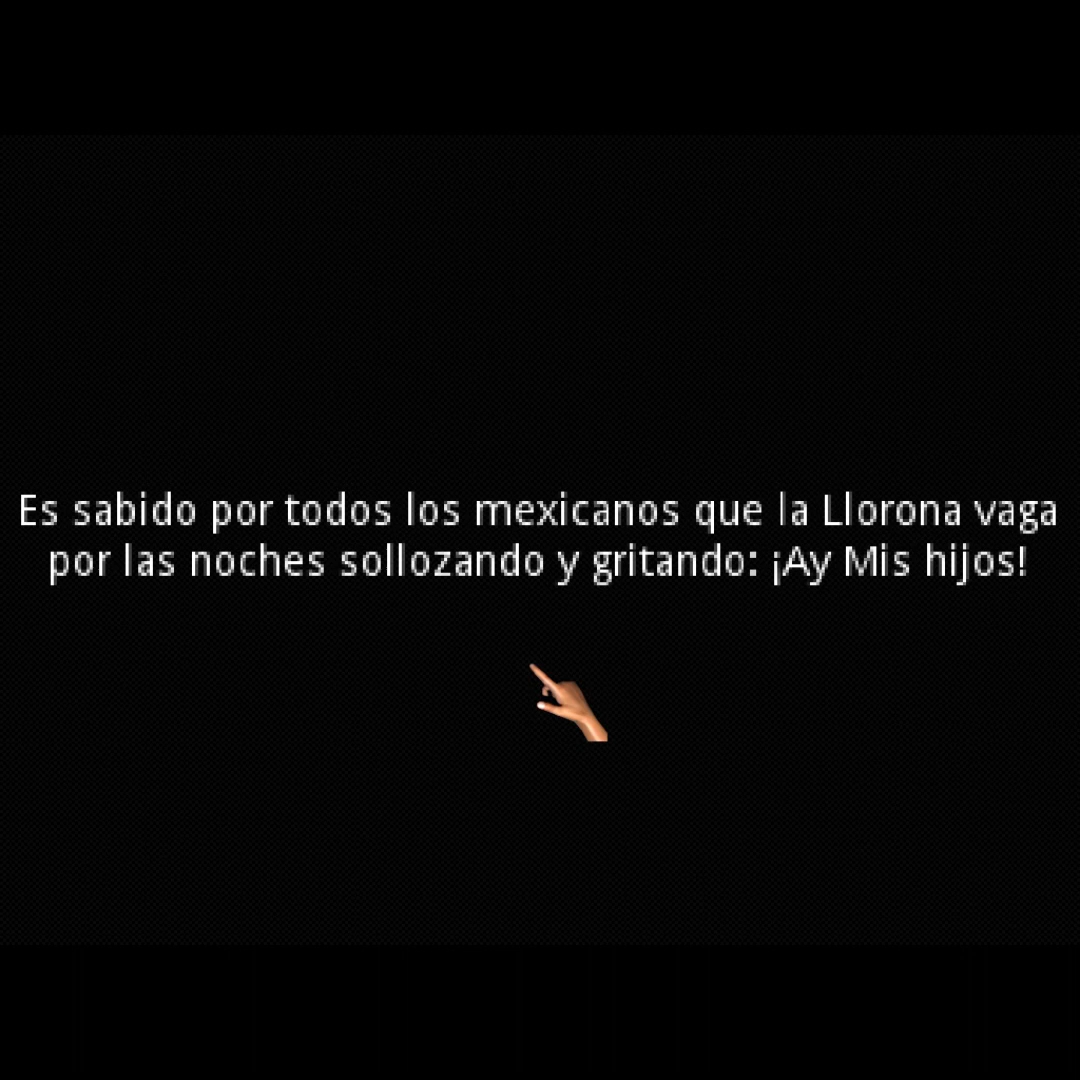 Es sabido por todos los mexicanos que la Llorona vaga
por las noches sollozando y gritando: ¡Ay Mis hijos!